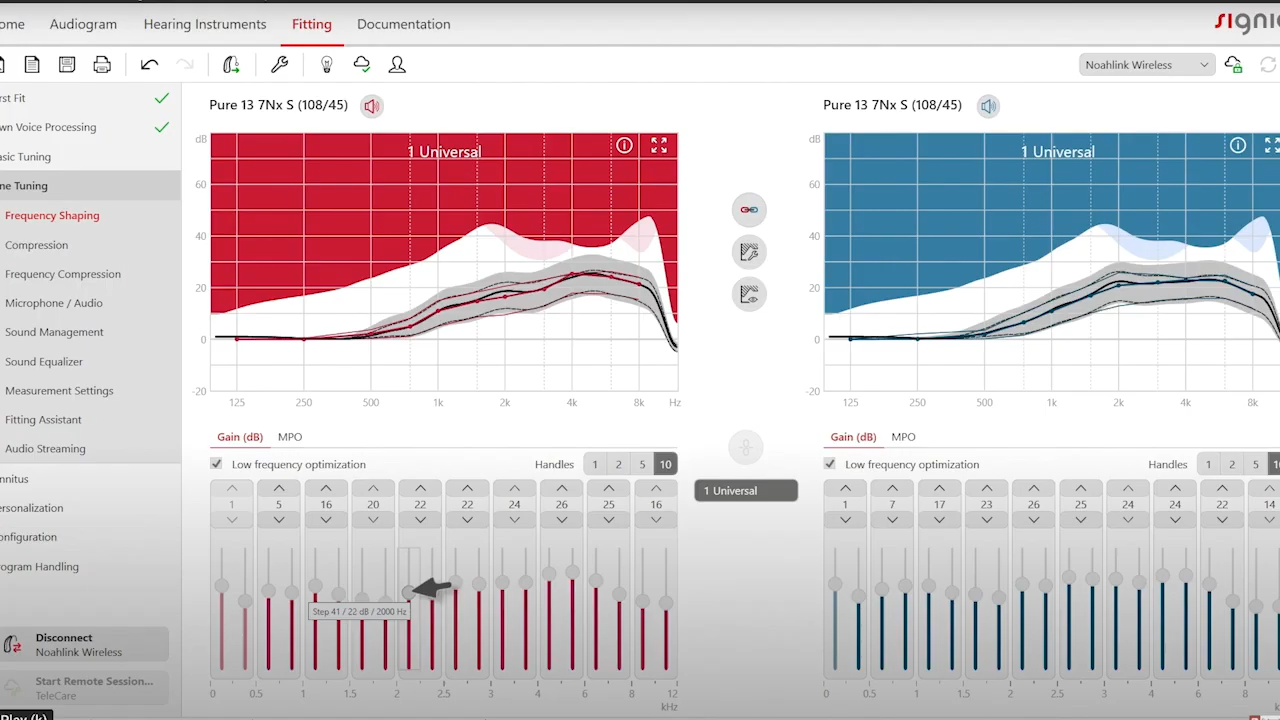 ome Audiogram Hearing Instruments Fitting Documentation
signi
Noahlink Wireless
rst Fit
wn Voice Processing
asic Tuning
ne Tuning
Frequency Shaping
Compression
Frequency Compression
Microphone / Audio
Sound Management
Sound Equalizer
Measurement Settings
Fitting Assistant
Audio Streaming
nnitus
ersonalization
onfiguration
rogram Handling
Disconnect
Noahlink Wireless
Start Remote Session...
TeleCare
Play (k)
Pure 13 7Nx S (108/45)
dB
1 Universal
60
40
20
0
-20
125 250 500 1k 2k 4k 8k Hz
Gain (dB) MPO
Low frequency optimization Handles 1 2 5 10
1 5 16 20 22 22 24 26 25 16
Step 41 / 22 dB / 2000 Hz
0 0.5 1 1.5 2 2.5 3 4 6 8 12
kHz
1 Universal
Pure 13 7Nx S (108/45)
dB
1 Universal
60
40
20
0
-20
125 250 500 1k 2k 4k 8k
Gain (dB) MPO
Low frequency optimization Handles 1 2 5 10
1 7 17 23 26 25 24 24 22 14
0 0.5 1 1.5 2 2.5 3 4 6 8
k